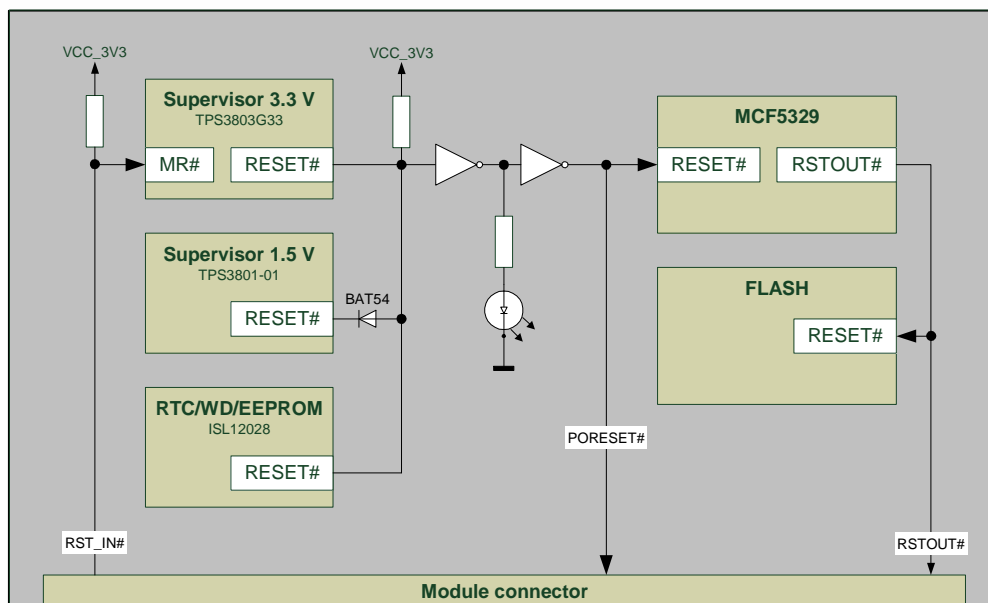 VCC_3V3
VCC_3V3
Supervisor 3.3 V
TPS3803G33
MR#
RESET#
MCF5329
RESET#
RSTOUT#
Supervisor 1.5 V
TPS3801-01
RESET#
BAT54
FLASH
RESET#
RTC/WD/EEPROM
ISL12028
RESET#
PORESET#
RST_IN#
RSTOUT#
Module connector